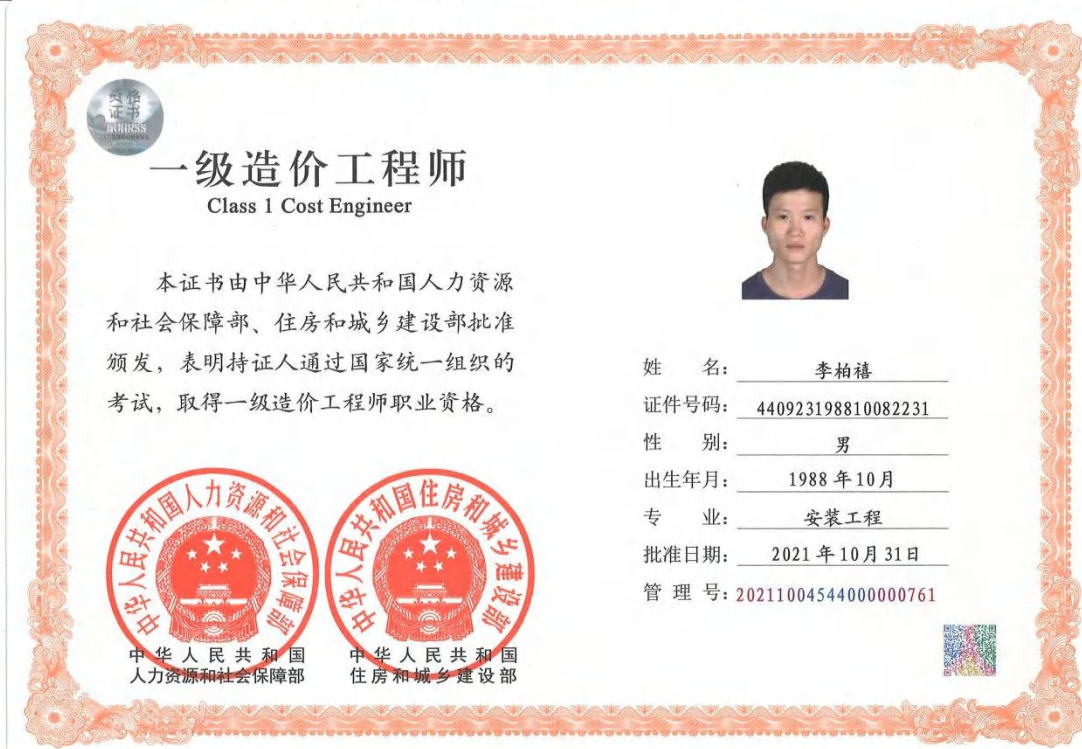 资格
证书
MOHRSS
一级造价工程师
Class 1 Cost Engineer
本证书由中华人民共和国人力资源
和社会保障部、住房和城乡建设部批准
颁发，表明持证人通过国家统一组织的
考试，取得一级造价工程师职业资格。
中华人民共和国人力资源和社会保障部
中华人民共和国住房和城乡建设部
中华人民共和国
人力资源和社会保障部
中华人民共和国
住房和城乡建设部
姓 名：李柏禧
证件号码：440923198810082231
性 别：男
出生年月：1988年10月
专 业：安装工程
批准日期：2021年10月31日
管 理 号：20211004544000000761